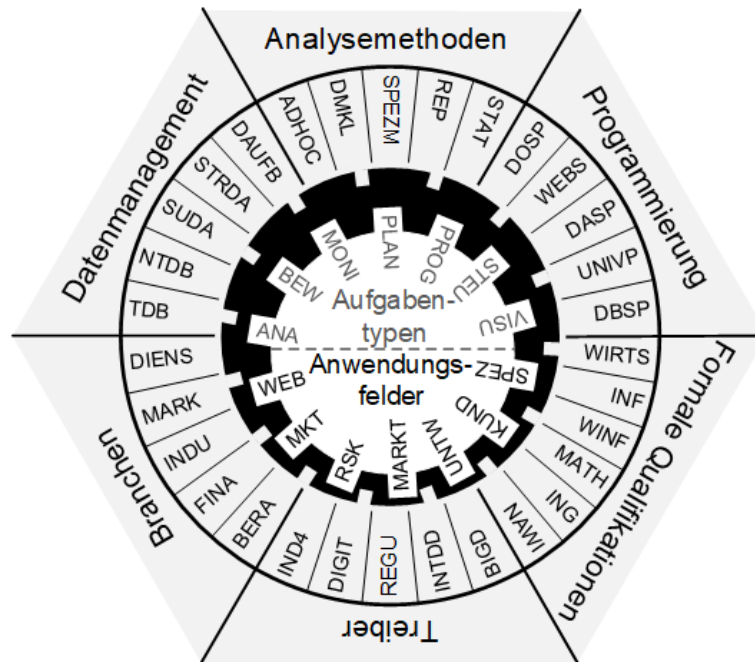 Analysemethoden
ADHOC
DMKL
SPEZM
REP
STAT
Programmierung
DOSP
WEBS
DASP
UNIVP
DBSP
Formale Qualifikationen
WIRTS
INF
WINF
MATH
ING
NAWI
Treiber
BIGD
INTDD
REGU
DIGIT
IND4
Branchen
BERA
FINA
INDU
MARK
DIENS
Datenmanagement
TDB
NTDB
SUDA
STRDA
DAUFB
ANA
BEW
MONI
PLAN
PROG
STEU
VISU
Aufgaben-
typen
Anwendungs-
felder
WEB
MKT
RSK
MARKT
UNTW
KUND
SPEZ